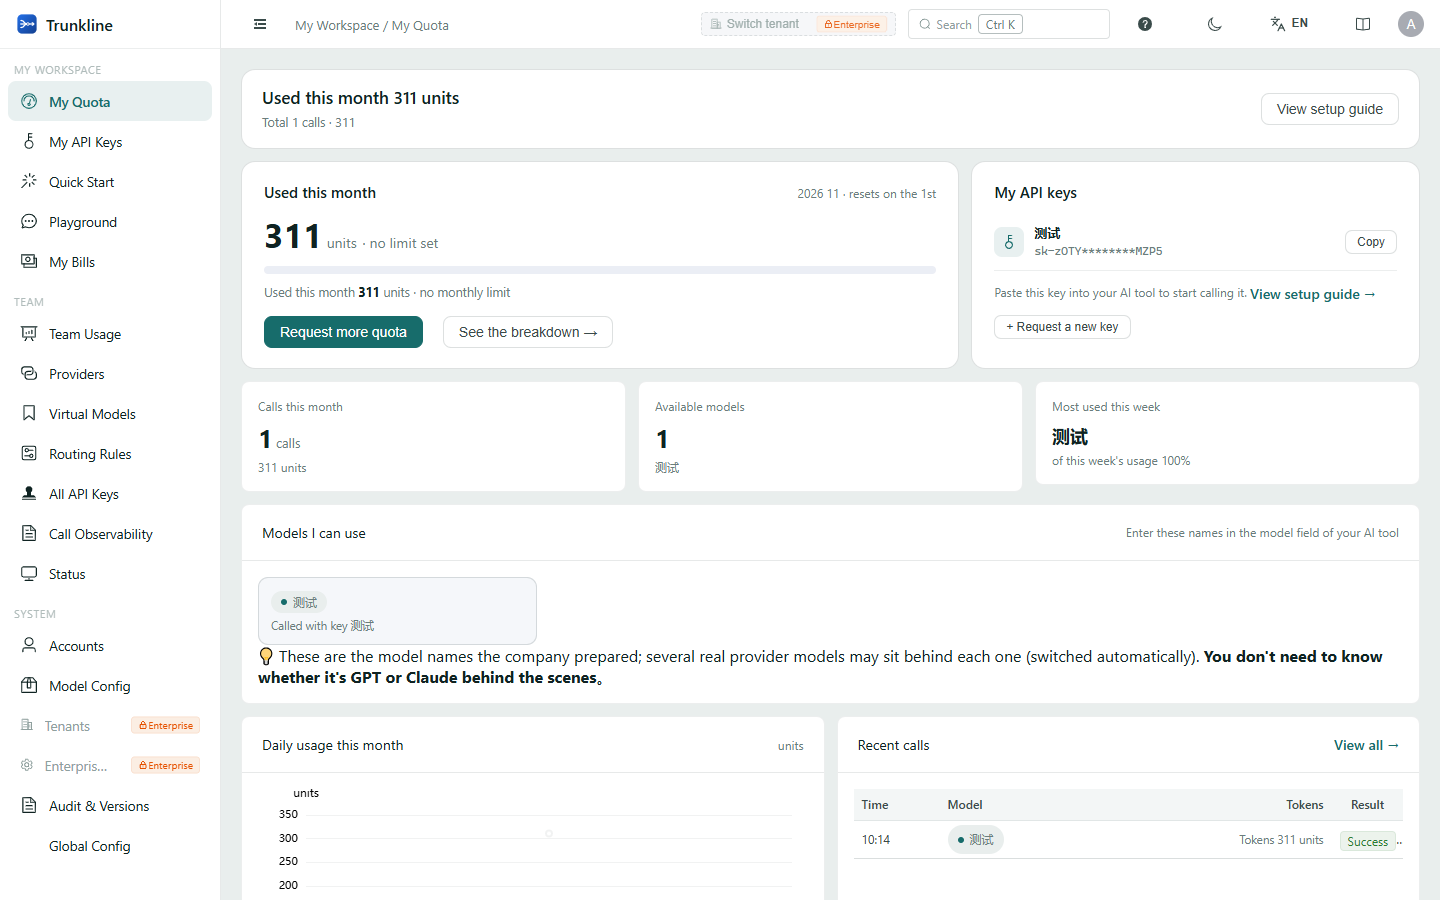 Trunkline
My Workspace / My Quota
Switch tenant
Enterprise
Search
Ctrl K
EN
A
MY WORKSPACE
My Quota
My API Keys
Quick Start
Playground
My Bills
TEAM
Team Usage
Providers
Virtual Models
Routing Rules
All API Keys
Call Observability
Status
SYSTEM
Accounts
Model Config
Tenants
Enterprise
Enterpris...
Enterprise
Audit & Versions
Global Config
Used this month 311 units
Total 1 calls · 311
View setup guide
Used this month
2026 11 · resets on the 1st
311 units · no limit set
Used this month 311 units · no monthly limit
Request more quota
See the breakdown →
My API keys
测试
sk-zOTY********MZP5
Copy
Paste this key into your AI tool to start calling it. View setup guide →
+ Request a new key
Calls this month
1 calls
311 units
Available models
1
测试
Most used this week
测试
of this week's usage 100%
Models I can use
Enter these names in the model field of your AI tool
测试
Called with key 测试
These are the model names the company prepared; several real provider models may sit behind each one (switched automatically). You don't need to know
whether it's GPT or Claude behind the scenes。
Daily usage this month
units
units
350
300
250
200
Recent calls
View all →
Time Model Tokens Result
10:14 测试 Tokens 311 units Success ..